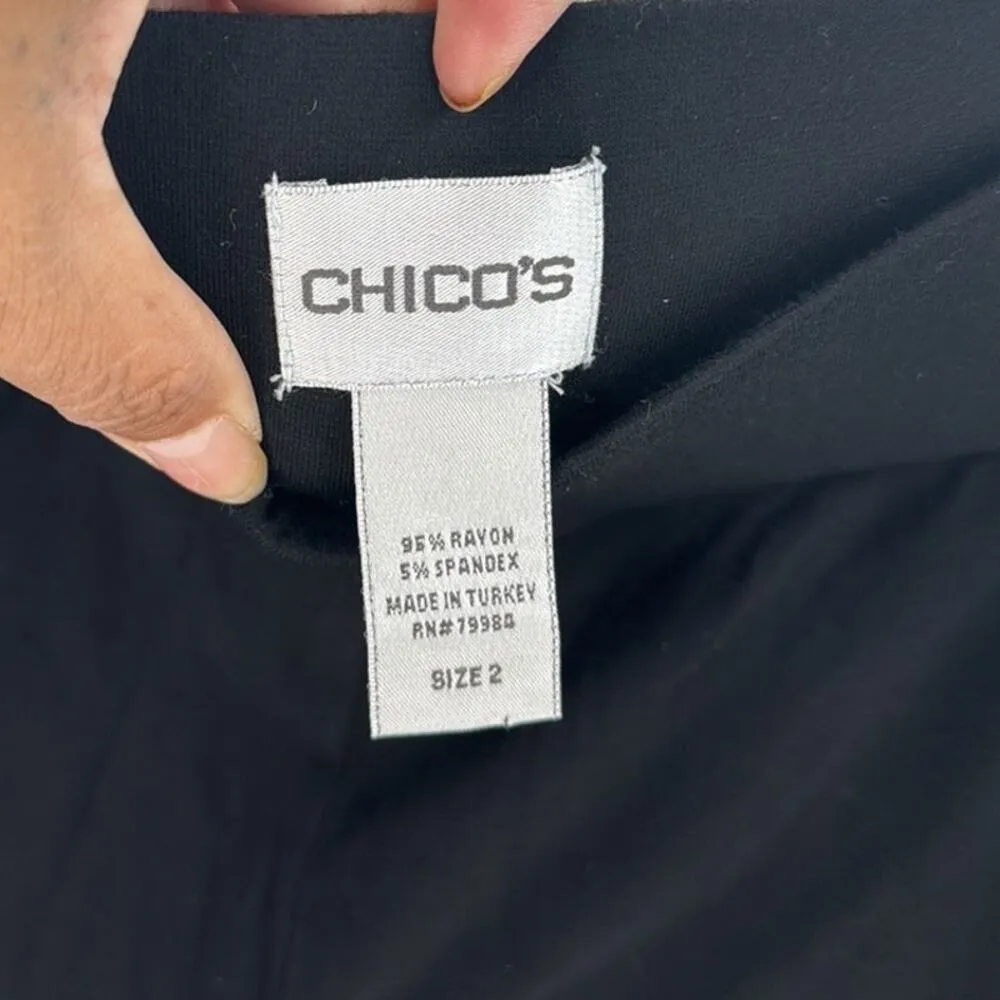 CHICO'S
95% RAYON
5% SPANDEX
MADE IN TURKEY
RN#79984
SIZE 2